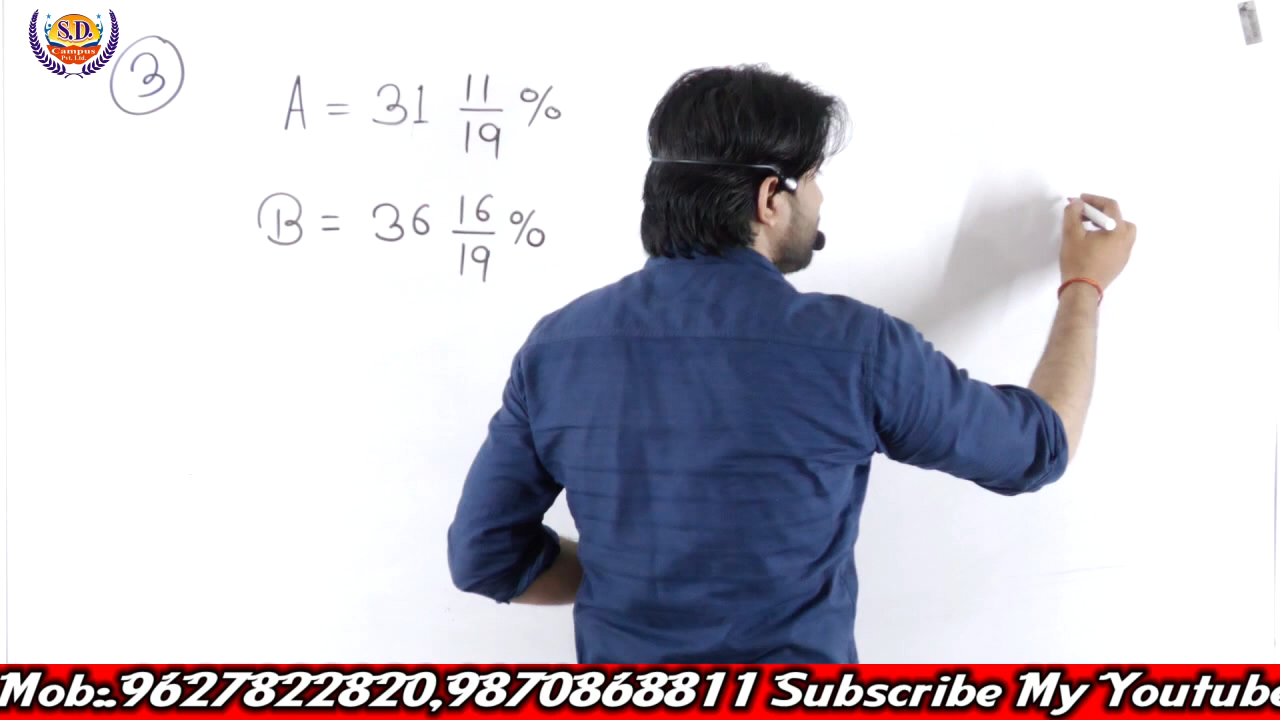 S.D.
Campus
Pvt. Ltd.
3
A = 31 11/19 %
B = 36 16/19 %
Mob:.9627822820,9870868811 Subscribe My Youtube